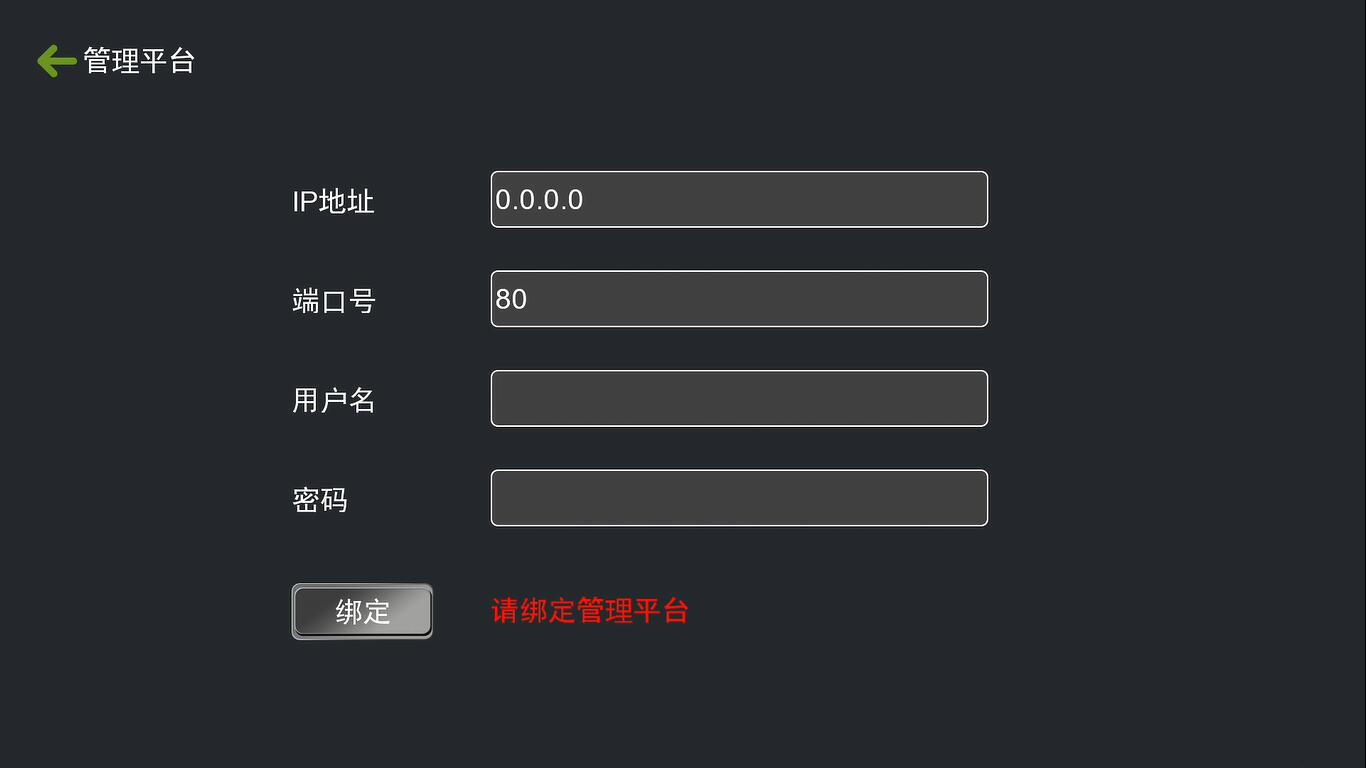 管理平台
IP地址 0.0.0.0
端口号 80
用户名
密码
绑定 请绑定管理平台